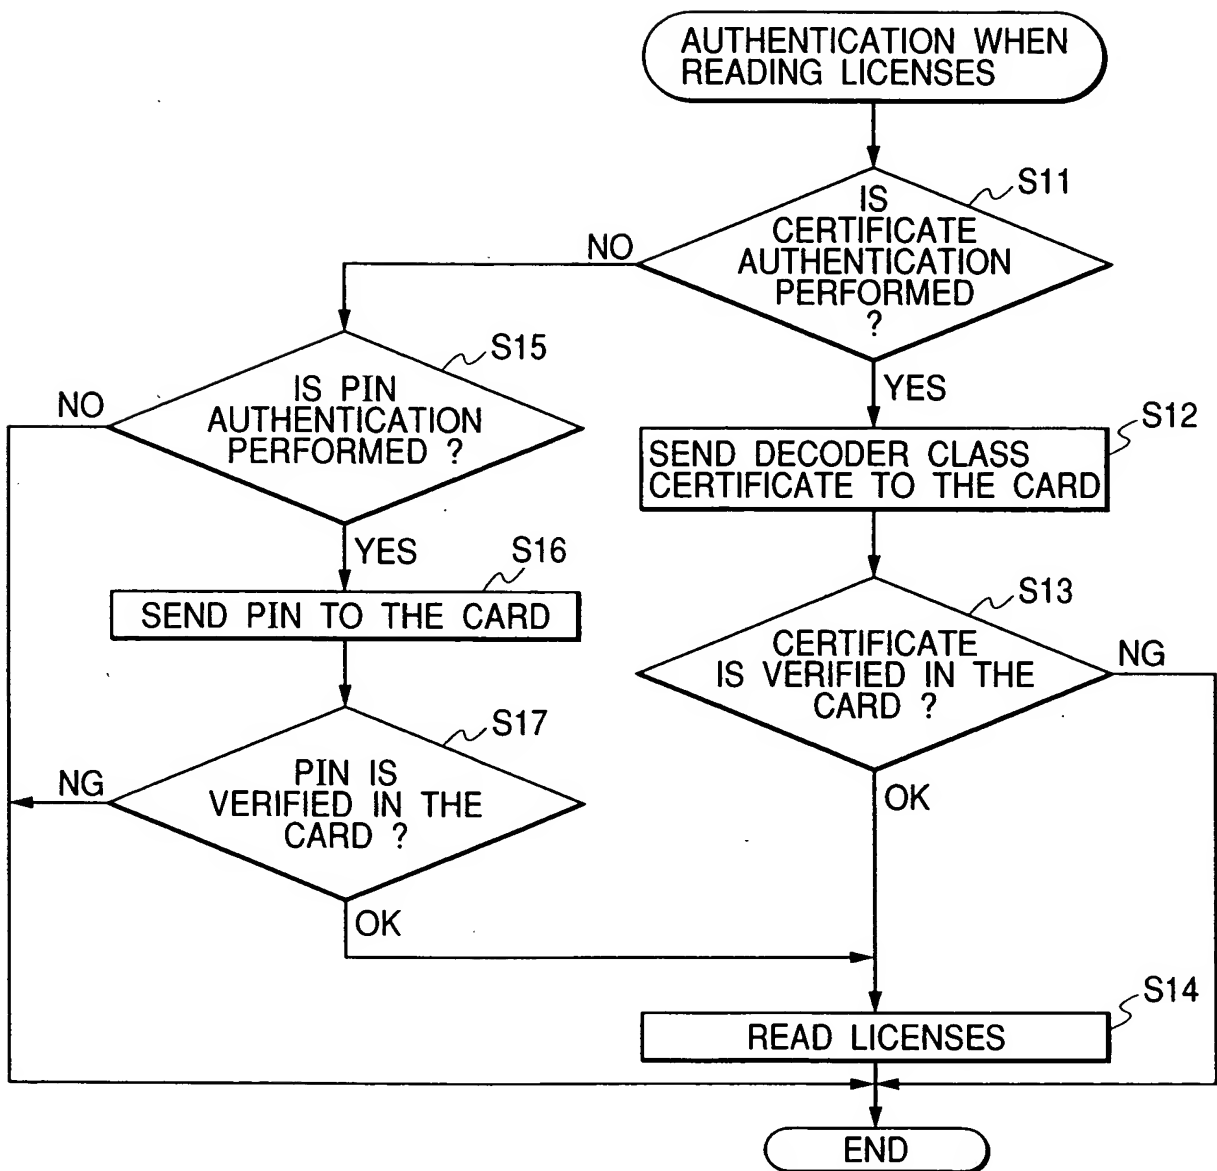 AUTHENTICATION WHEN
READING LICENSES
S11
IS
CERTIFICATE
AUTHENTICATION
PERFORMED
?
NO
YES
S15
IS PIN
AUTHENTICATION
PERFORMED ?
NO
YES
S12
SEND DECODER CLASS
CERTIFICATE TO THE CARD
S16
SEND PIN TO THE CARD
S13
CERTIFICATE
IS VERIFIED IN THE
CARD ?
NG
OK
S17
PIN IS
VERIFIED IN THE
CARD ?
NG
OK
S14
READ LICENSES
END